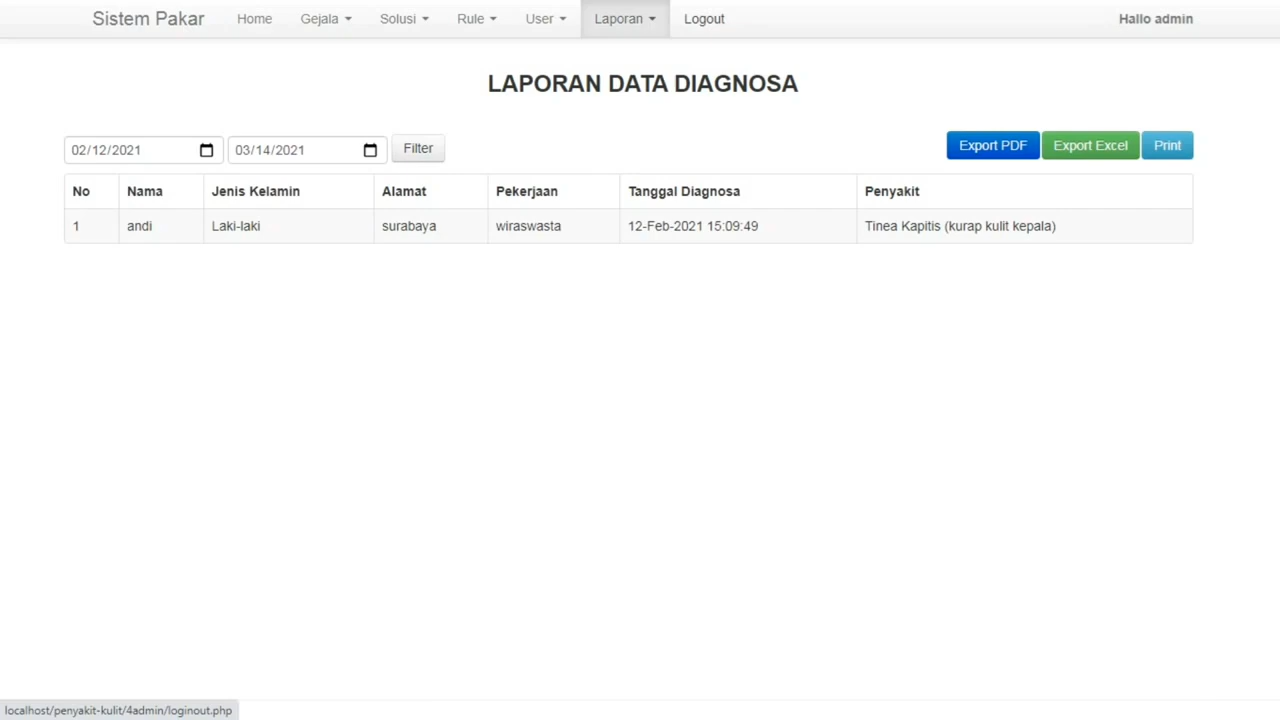 Sistem Pakar Home Gejala Solusi Rule User Laporan Logout Hallo admin
LAPORAN DATA DIAGNOSA
02/12/2021 03/14/2021 Filter Export PDF Export Excel Print
No Nama Jenis Kelamin Alamat Pekerjaan Tanggal Diagnosa Penyakit
1 andi Laki-laki surabaya wiraswasta 12-Feb-2021 15:09:49 Tinea Kapitis (kurap kulit kepala)
localhost/penyakit-kulit/4admin/loginout.php